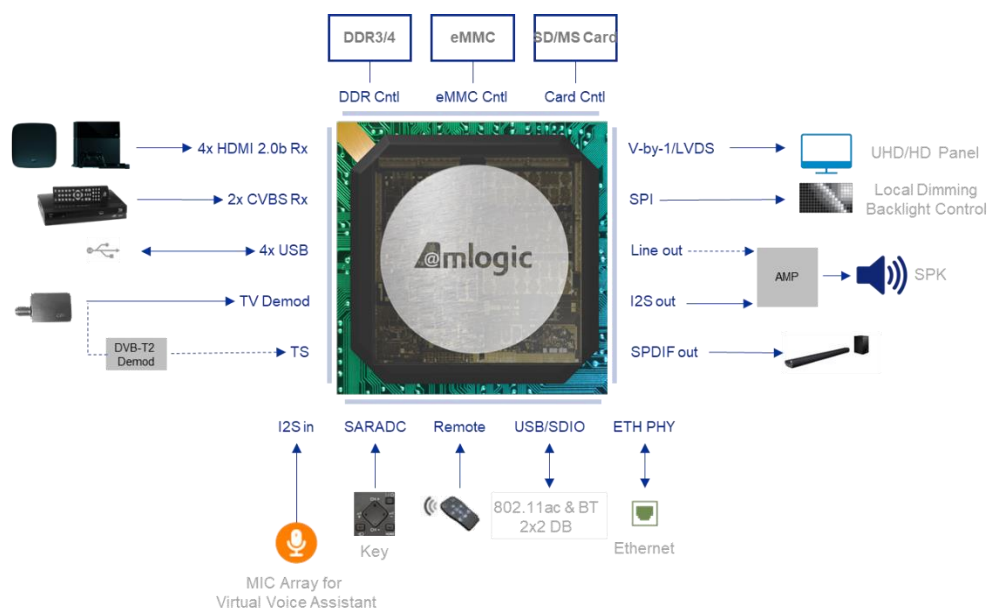 DDR3/4
eMMC
SD/MS Card
DDR Cntl
eMMC Cntl
Card Cntl
4x HDMI 2.0b Rx
2x CVBS Rx
4x USB
TV Demod
DVB-T2
Demod
TS
@mlogic
V-by-1/LVDS
UHD/HD Panel
SPI
Local Dimming
Backlight Control
Line out
AMP
SPK
I2S out
SPDIF out
I2S in
SARADC
Remote
USB/SDIO
ETH PHY
802.11ac & BT
2x2 DB
Key
Ethernet
MIC Array for
Virtual Voice Assistant